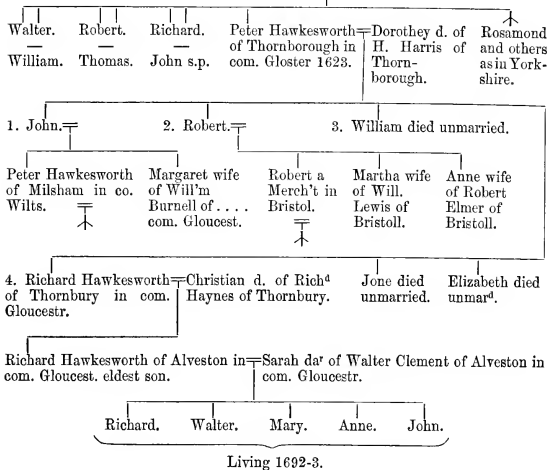 Walter. Robert. Richard. Peter Hawkesworth Dorothey d. of Rosamond
of Thornborough in H. Harris of and others
William. Thomas. John s.p. com. Gloster 1623. Thorn- as in York-
borough. shire.
1. John. 2. Robert. 3. William died unmarried.
Peter Hawkesworth Margaret wife Robert a Martha wife Anne wife
of Milsham in co. of Will'm Merch't in of Will. of Robert
Wilts. Burnell of . . . . Bristol. Lewis of Elmer of
com. Gloucest. Bristoll. Bristoll.
4. Richard Hawkesworth Christian d. of Richd Jone died Elizabeth died
of Thornbury in com. Haynes of Thornbury. unmarried. unmard.
Gloucestr.
Richard Hawkesworth of Alveston in Sarah dar of Walter Clement of Alveston in
com. Gloucest. eldest son. com. Gloucestr.
Richard. Walter. Mary. Anne. John.
Living 1692-3.